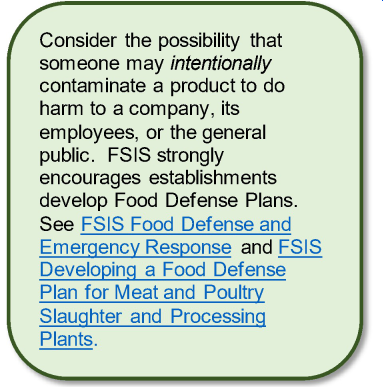 Consider the possibility that
someone may intentionally
contaminate a product to do
harm to a company, its
employees, or the general
public.  FSIS strongly
encourages establishments
develop Food Defense Plans.
See FSIS Food Defense and
Emergency Response and FSIS
Developing a Food Defense
Plan for Meat and Poultry
Slaughter and Processing
Plants.